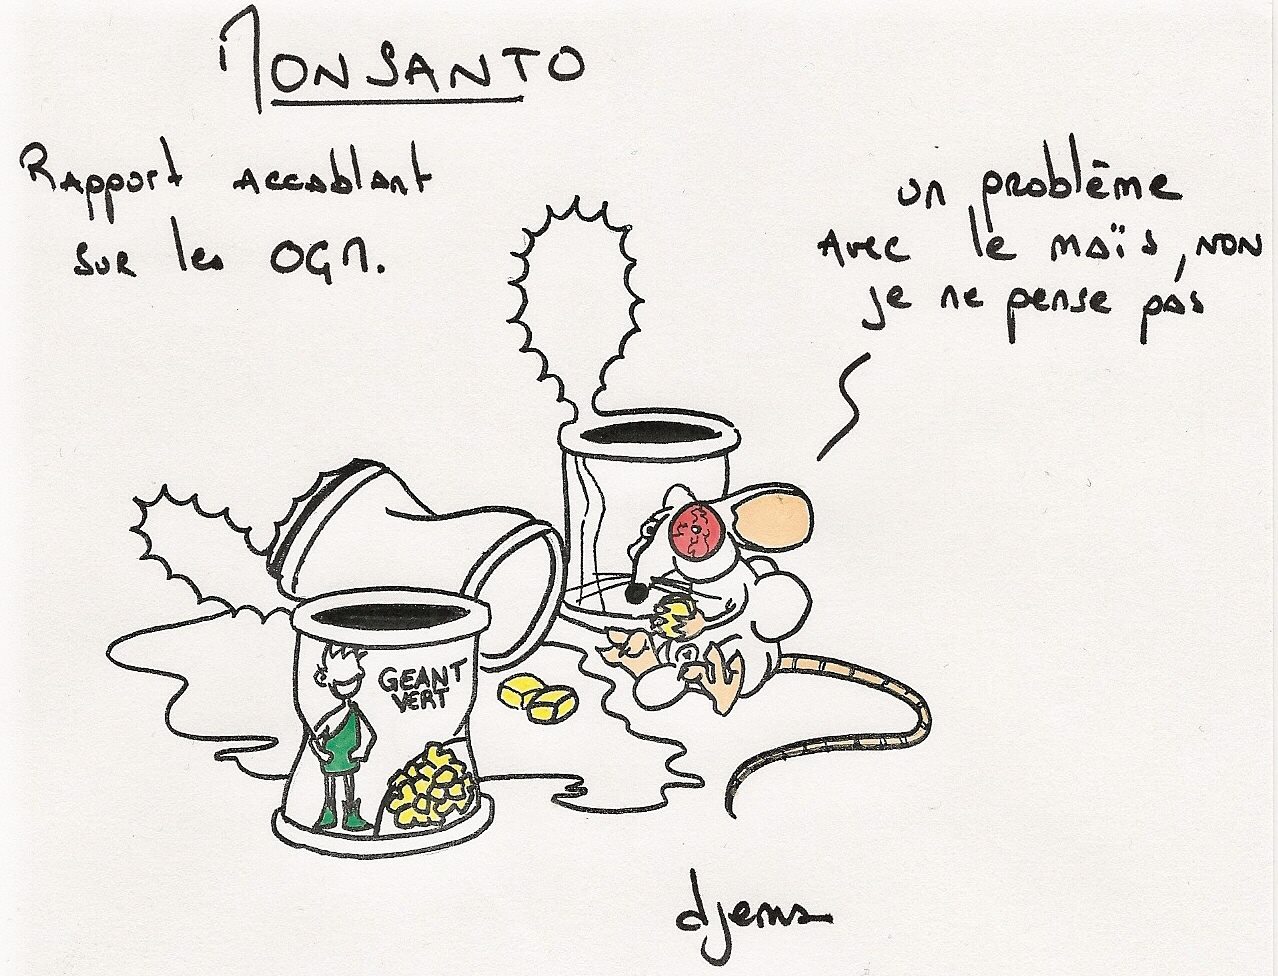 MONSANTO
Rapport accablant
sur les OGM.
un problème
avec le maïs, non
je ne pense pas
GEANT
VERT
djems